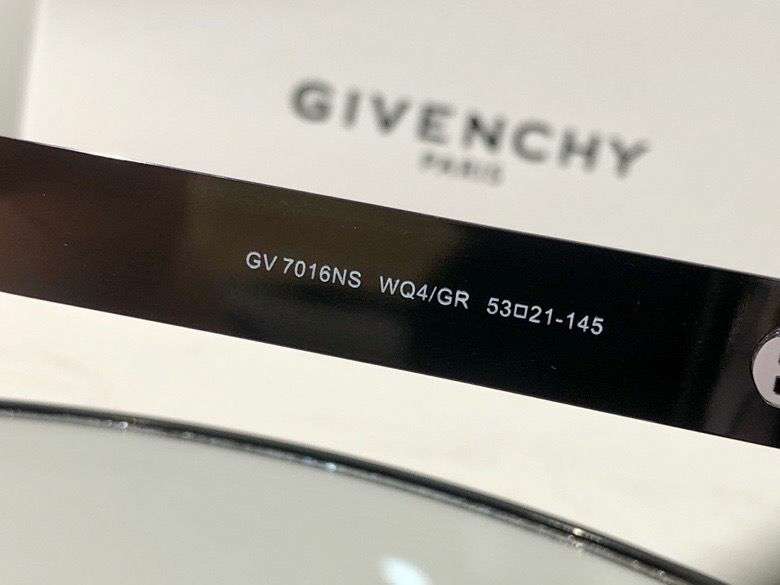 GIVENCHY
PARIS
GV 7016NS WQ4/GR 53□21-145